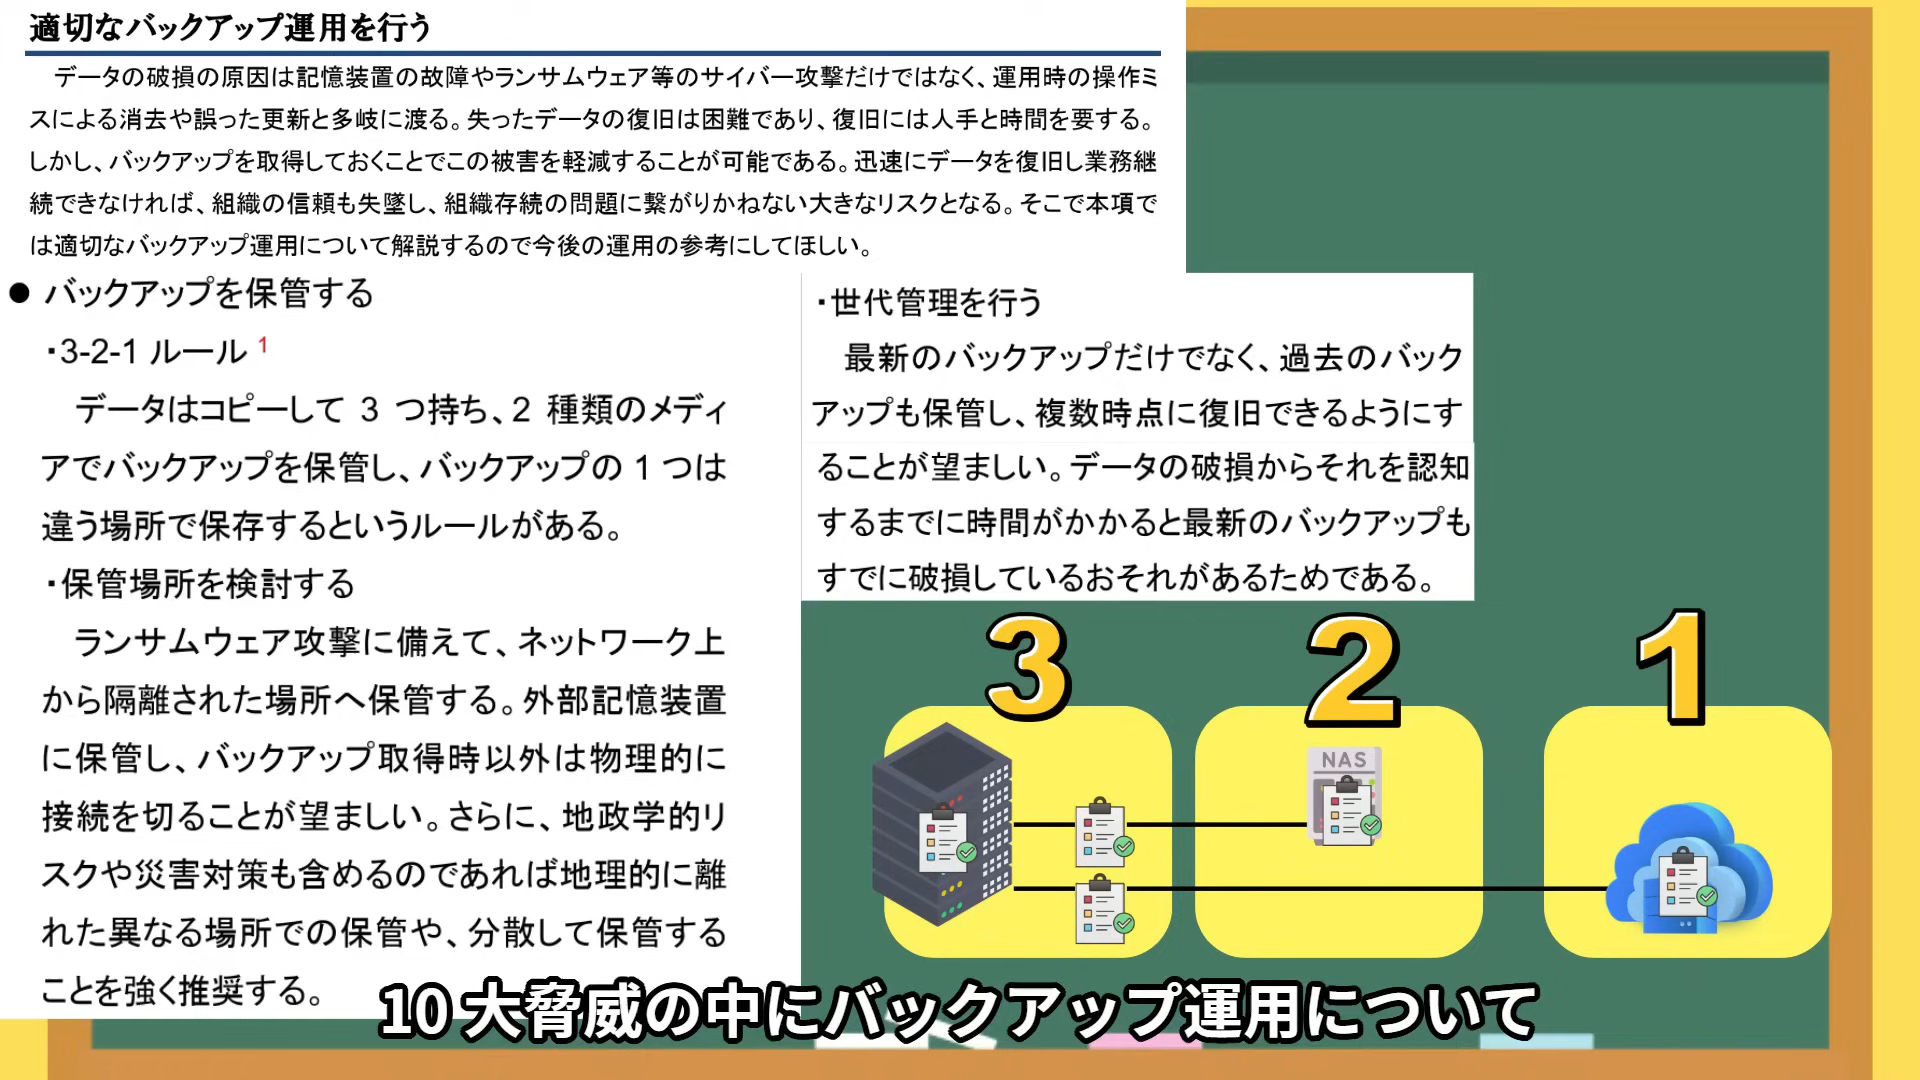 適切なバックアップ運用を行う
データの破損の原因は記憶装置の故障やランサムウェア等のサイバー攻撃だけではなく、運用時の操作ミ
スによる消去や誤った更新と多岐に渡る。失ったデータの復旧は困難であり、復旧には人手と時間を要する。
しかし、バックアップを取得しておくことでこの被害を軽減することが可能である。迅速にデータを復旧し業務継
続できなければ、組織の信頼も失墜し、組織存続の問題に繋がりかねない大きなリスクとなる。そこで本項で
は適切なバックアップ運用について解説するので今後の運用の参考にしてほしい。
● バックアップを保管する
・3-2-1 ルール 1
データはコピーして 3 つ持ち、2 種類のメディ
アでバックアップを保管し、バックアップの 1 つは
違う場所で保存するというルールがある。
・保管場所を検討する
ランサムウェア攻撃に備えて、ネットワーク上
から隔離された場所へ保管する。外部記憶装置
に保管し、バックアップ取得時以外は物理的に
接続を切ることが望ましい。さらに、地政学的リ
スクや災害対策も含めるのであれば地理的に離
れた異なる場所での保管や、分散して保管する
ことを強く推奨する。
・世代管理を行う
最新のバックアップだけでなく、過去のバック
アップも保管し、複数時点に復旧できるようにす
ることが望ましい。データの破損からそれを認知
するまでに時間がかかると最新のバックアップも
すでに破損しているおそれがあるためである。
3
2
1
NAS
10大脅威の中にバックアップ運用について